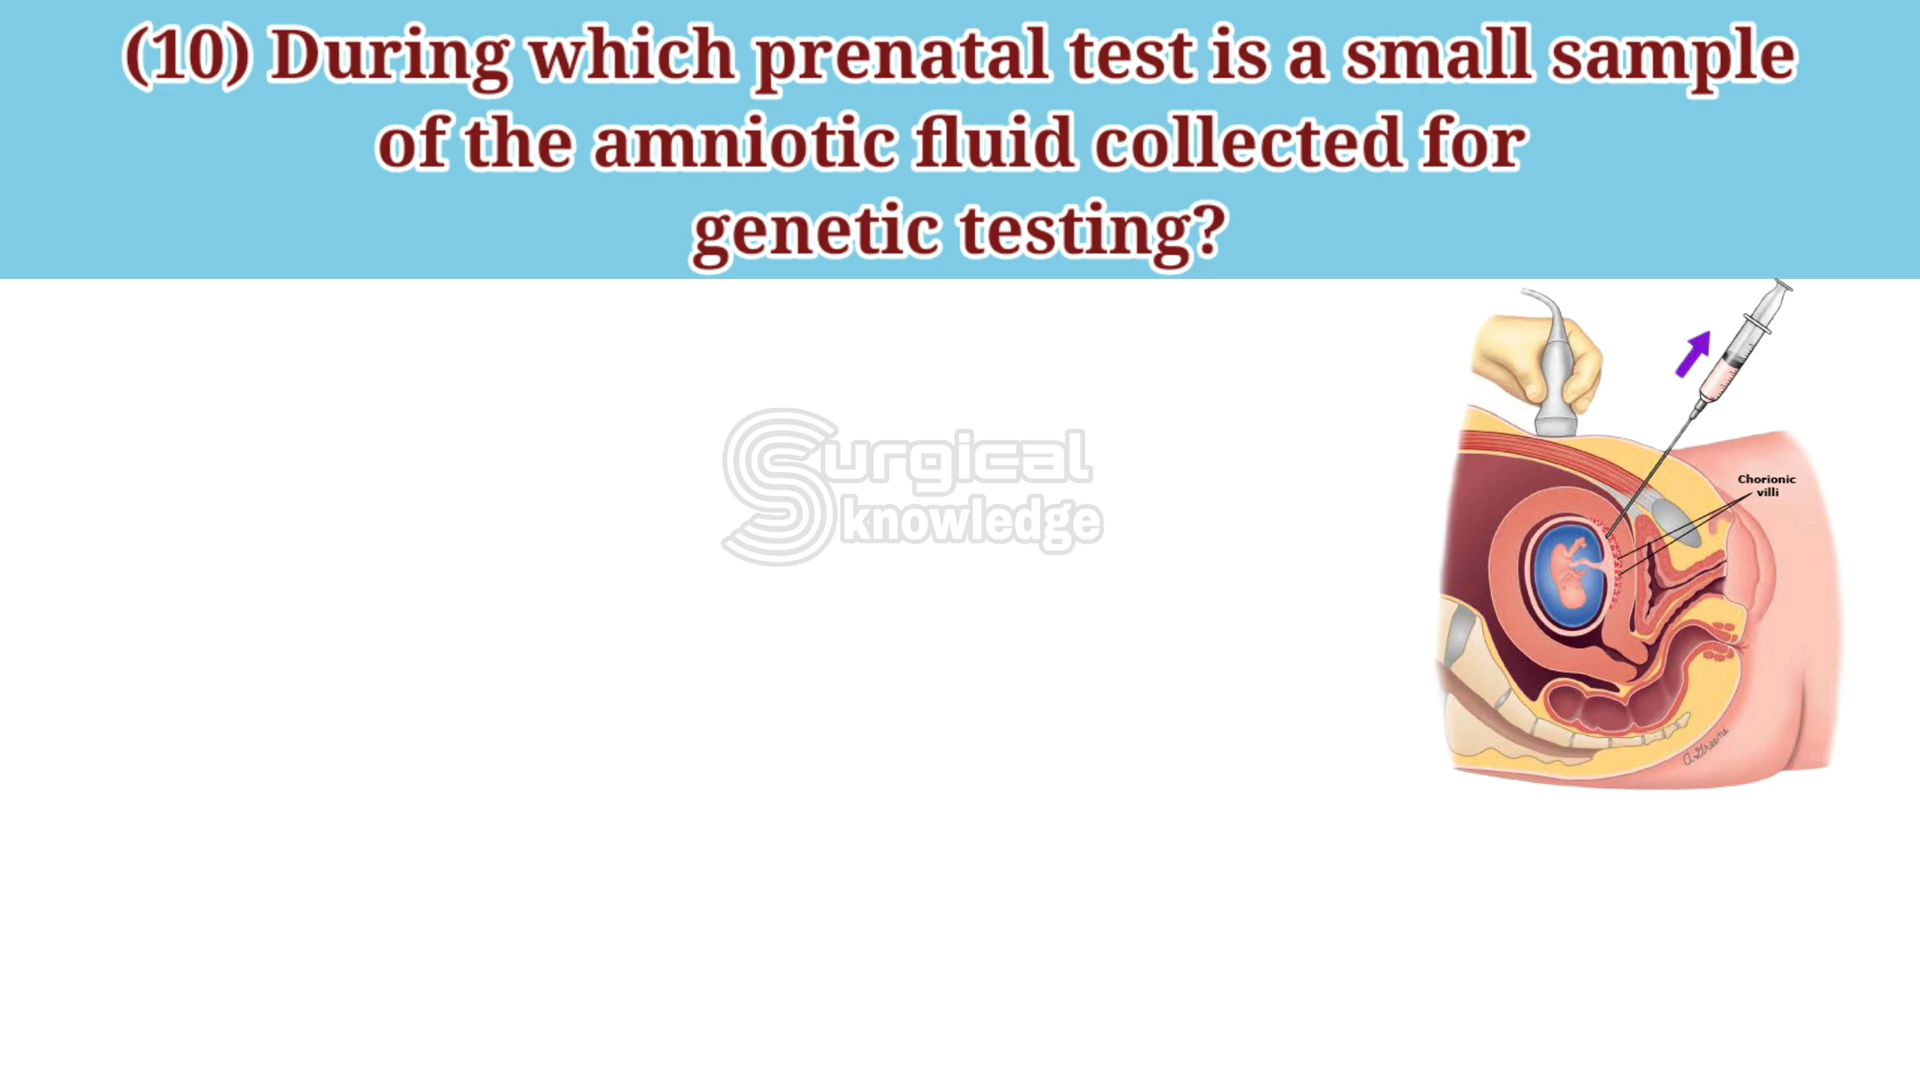 (10) During which prenatal test is a small sample
of the amniotic fluid collected for
genetic testing?
Surgical
knowledge
Chorionic
villi
A. Greene